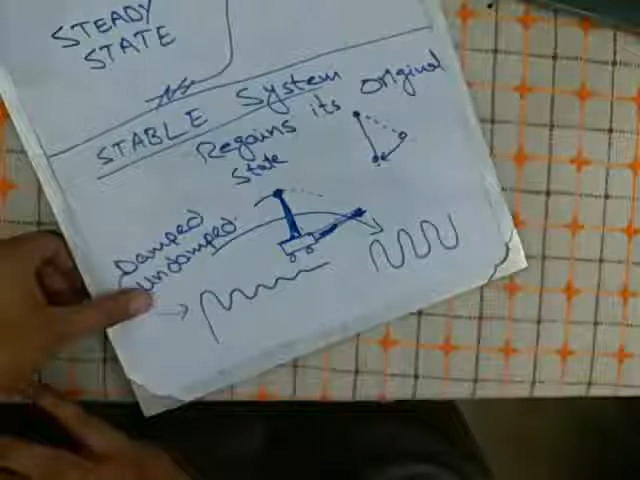 STEADY
STATE
STABLE System
Regains its original
state
Damped
undamped